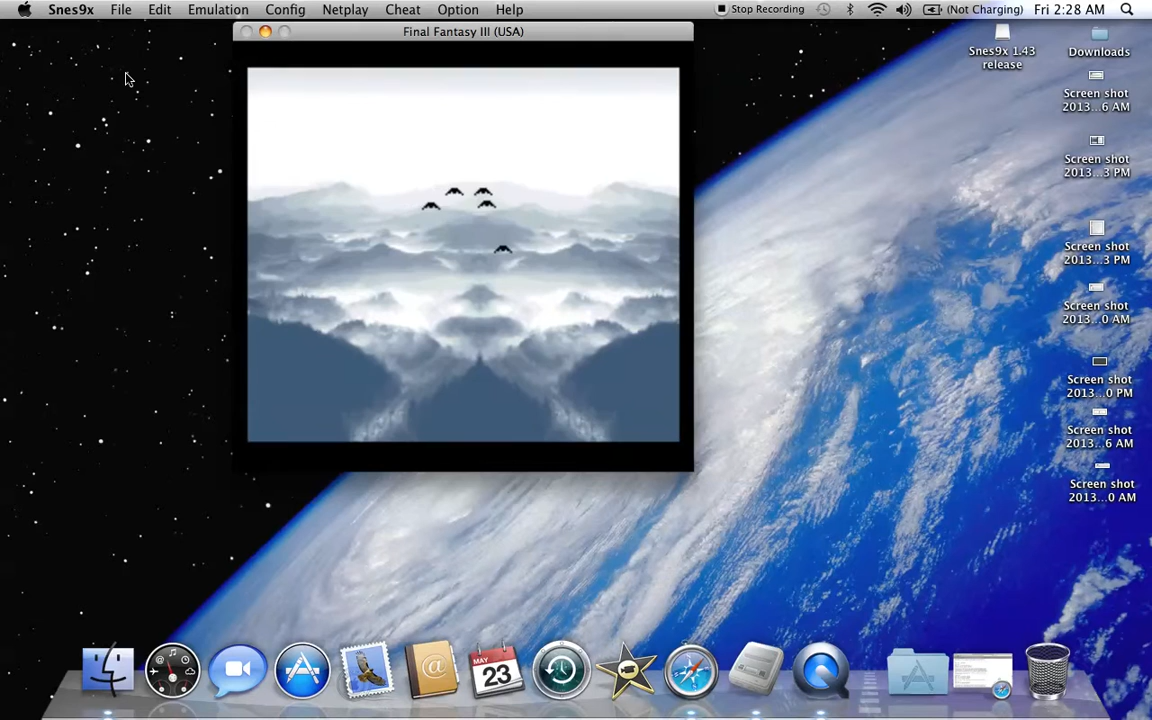 Snes9x File Edit Emulation Config Netplay Cheat Option Help Stop Recording (Not Charging) Fri 2:28 AM
Final Fantasy III (USA)
Snes9x 1.43
release
Downloads
Screen shot
2013...6 AM
Screen shot
2013...3 PM
Screen shot
2013...3 PM
Screen shot
2013...0 AM
Screen shot
2013...0 PM
Screen shot
2013...6 AM
Screen shot
2013...0 AM
MAY
23